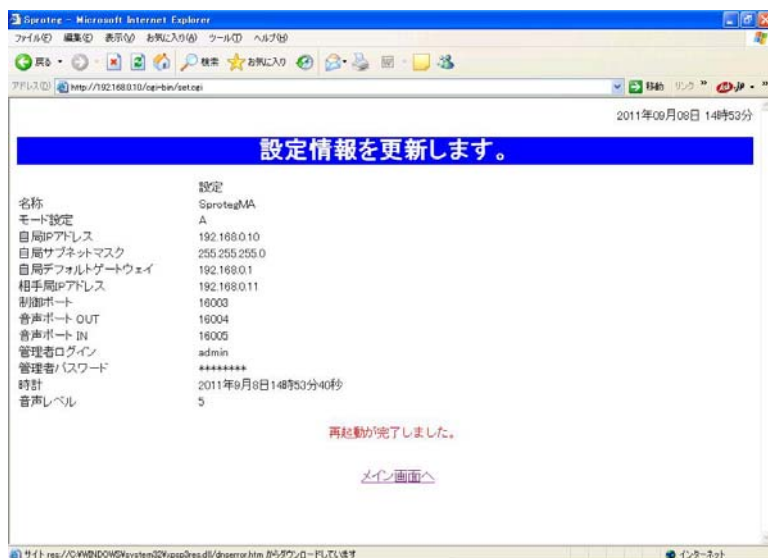 Sproteg - Microsoft Internet Explorer
ファイル(F) 編集(E) 表示(V) お気に入り(A) ツール(T) ヘルプ(H)
戻る 検索 お気に入り
アドレス(D) http://192.168.0.10/cgi-bin/set.cgi 移動 リンク
2011年09月08日 14時53分
設定情報を更新します。
設定
名称 SprotegMA
モード設定 A
自局IPアドレス 192.168.0.10
自局サブネットマスク 255.255.255.0
自局デフォルトゲートウェイ 192.168.0.1
相手局IPアドレス 192.168.0.11
制御ポート 16003
音声ポート OUT 16004
音声ポート IN 16005
管理者ログイン admin
管理者パスワード ********
時計 2011年9月8日14時53分40秒
音声レベル 5
再起動が完了しました。
メイン画面へ
サイト res://C:¥WINDOWS¥system32¥xpsp3res.dll/dnserror.htm からダウンロードしています
インターネット